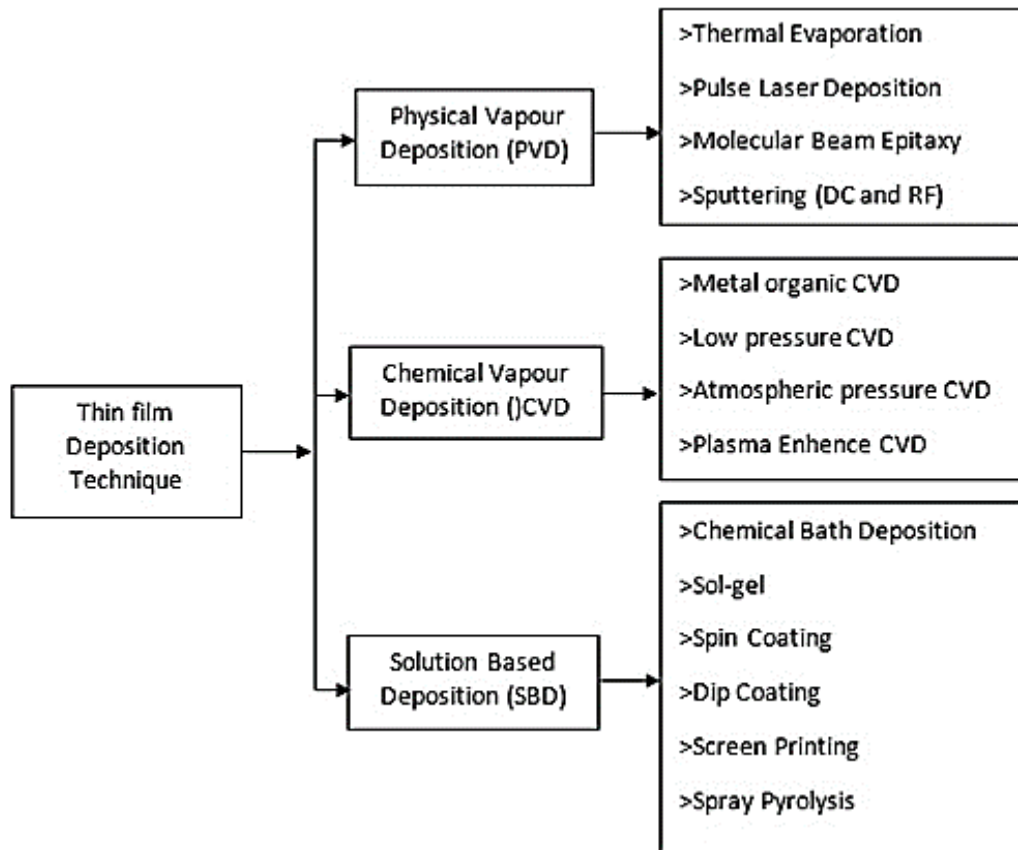 Thin film
Deposition
Technique
Physical Vapour
Deposition (PVD)
>Thermal Evaporation
>Pulse Laser Deposition
>Molecular Beam Epitaxy
>Sputtering (DC and RF)
Chemical Vapour
Deposition ()CVD
>Metal organic CVD
>Low pressure CVD
>Atmospheric pressure CVD
>Plasma Enhence CVD
Solution Based
Deposition (SBD)
>Chemical Bath Deposition
>Sol-gel
>Spin Coating
>Dip Coating
>Screen Printing
>Spray Pyrolysis